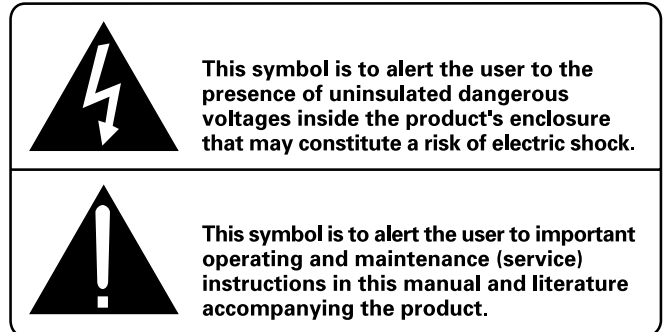 This symbol is to alert the user to the
presence of uninsulated dangerous
voltages inside the product's enclosure
that may constitute a risk of electric shock.
This symbol is to alert the user to important
operating and maintenance (service)
instructions in this manual and literature
accompanying the product.